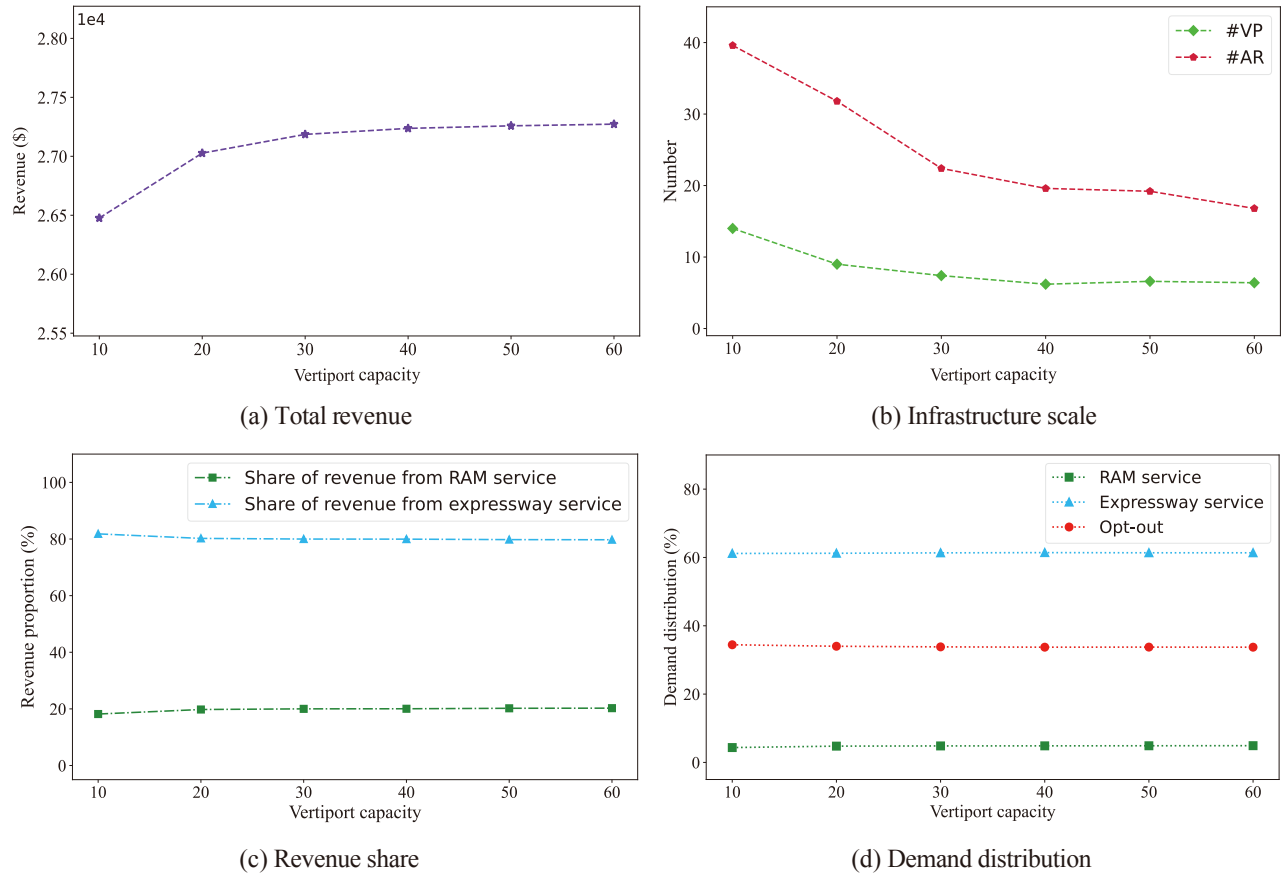 1e4
2.80
2.75
2.70
2.65
2.60
2.55
Revenue ($)
10 20 30 40 50 60
Vertiport capacity
(a) Total revenue
#VP
#AR
40
30
20
10
0
Number
10 20 30 40 50 60
Vertiport capacity
(b) Infrastructure scale
Share of revenue from RAM service
Share of revenue from expressway service
100
80
60
40
20
0
Revenue proportion (%)
10 20 30 40 50 60
Vertiport capacity
(c) Revenue share
RAM service
Expressway service
Opt-out
80
60
40
20
0
Demand distribution (%)
10 20 30 40 50 60
Vertiport capacity
(d) Demand distribution